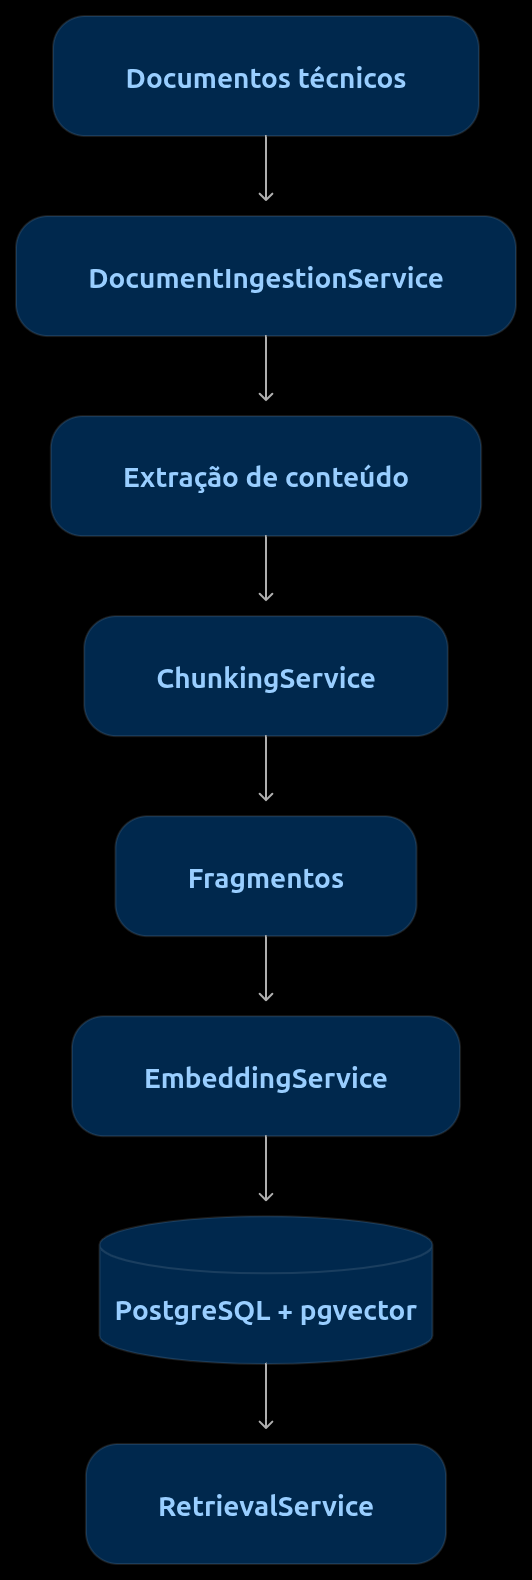 Documentos técnicos
DocumentIngestionService
Extração de conteúdo
ChunkingService
Fragmentos
EmbeddingService
PostgreSQL + pgvector
RetrievalService